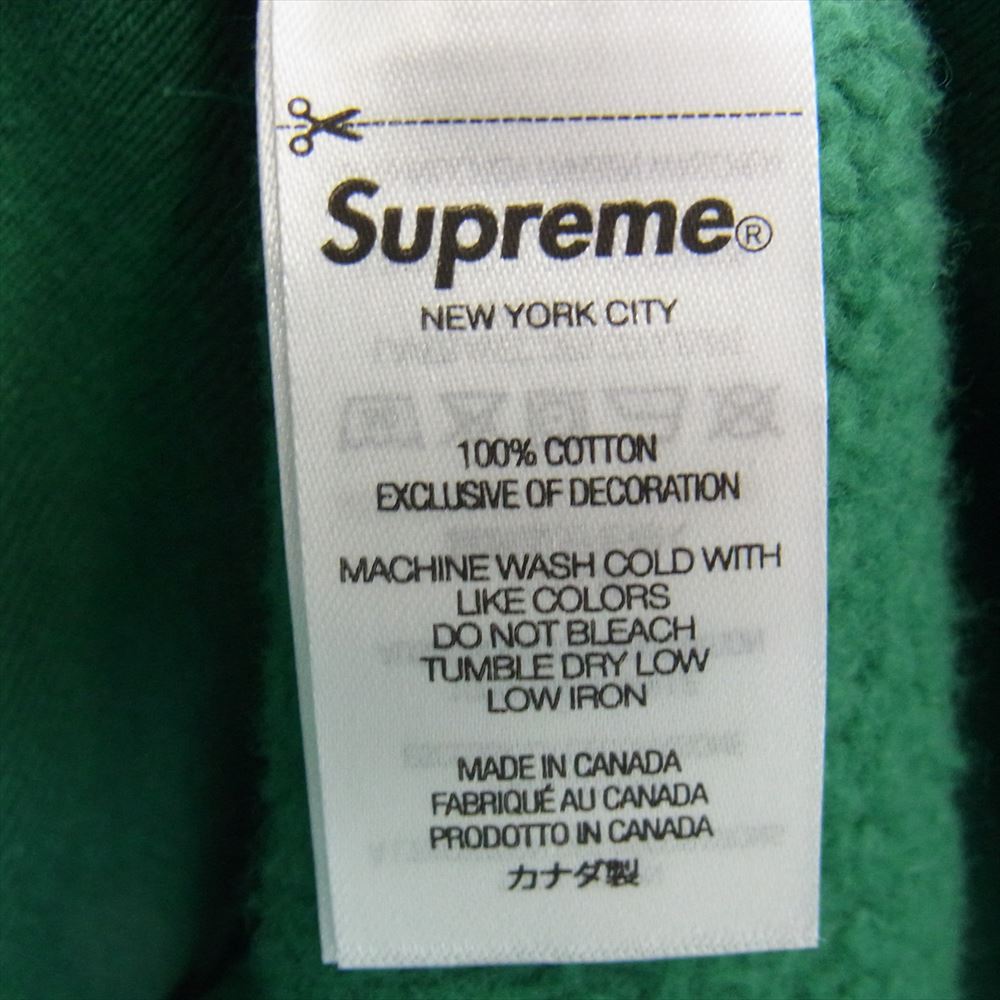 Supreme®
NEW YORK CITY
100% COTTON
EXCLUSIVE OF DECORATION
MACHINE WASH COLD WITH
LIKE COLORS
DO NOT BLEACH
TUMBLE DRY LOW
LOW IRON
MADE IN CANADA
FABRIQUÉ AU CANADA
PRODOTTO IN CANADA
カナダ製